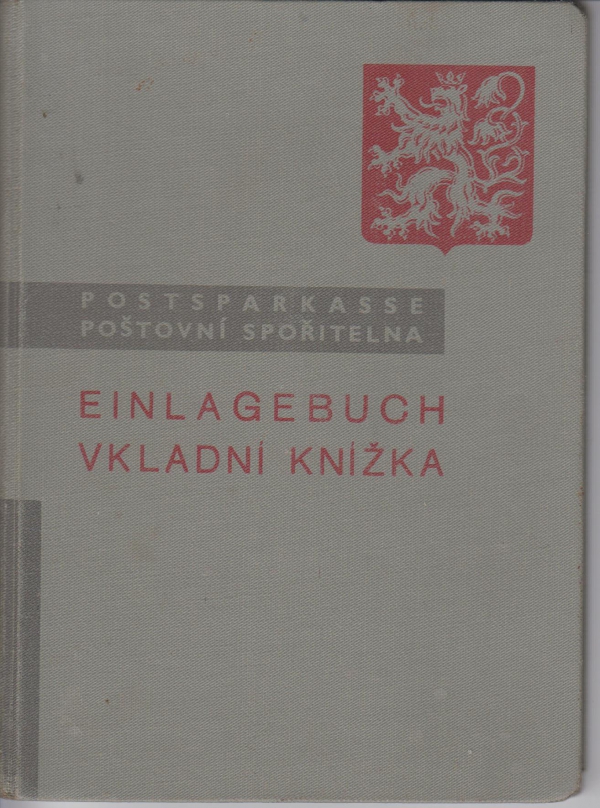 POSTSPARKASSE
POŠTOVNÍ SPOŘITELNA
EINLAGEBUCH
VKLADNÍ KNÍŽKA